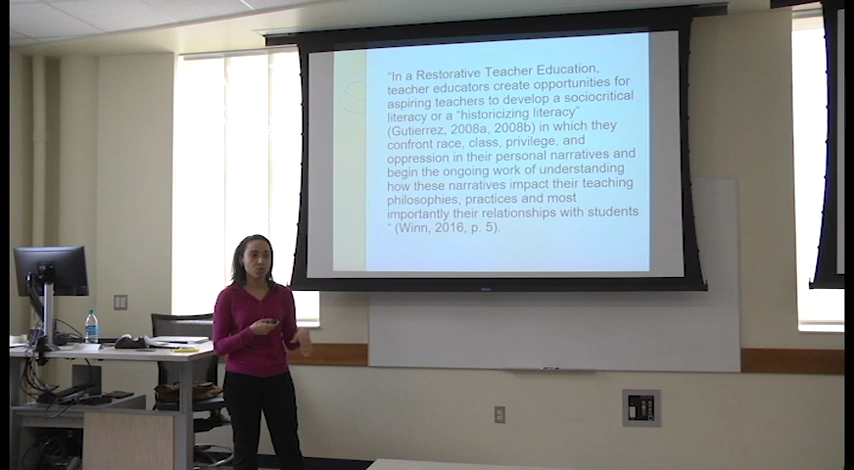 “In a Restorative Teacher Education,
teacher educators create opportunities for
aspiring teachers to develop a sociocritical
literacy or a “historicizing literacy”
(Gutierrez, 2008a, 2008b) in which they
confront race, class, privilege, and
oppression in their personal narratives and
begin the ongoing work of understanding
how these narratives impact their teaching
philosophies, practices and most
importantly their relationships with students
” (Winn, 2016, p. 5).